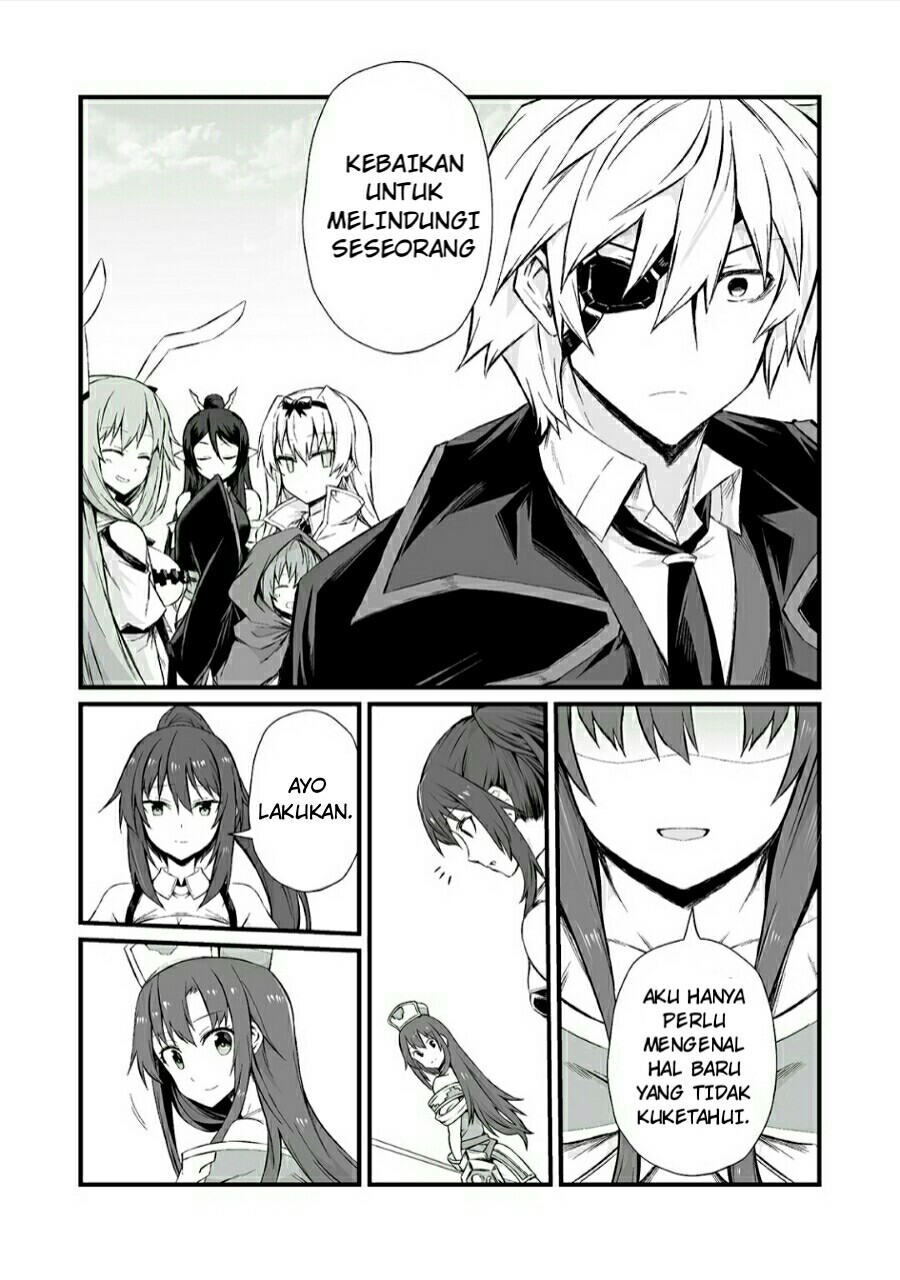 KEBAIKAN
UNTUK
MELINDUNGI
SESEORANG
AKU HANYA
PERLU
MENGENAL
HAL BARU
YANG TIDAK
KUKETAHUI.
AYO
LAKUKAN.